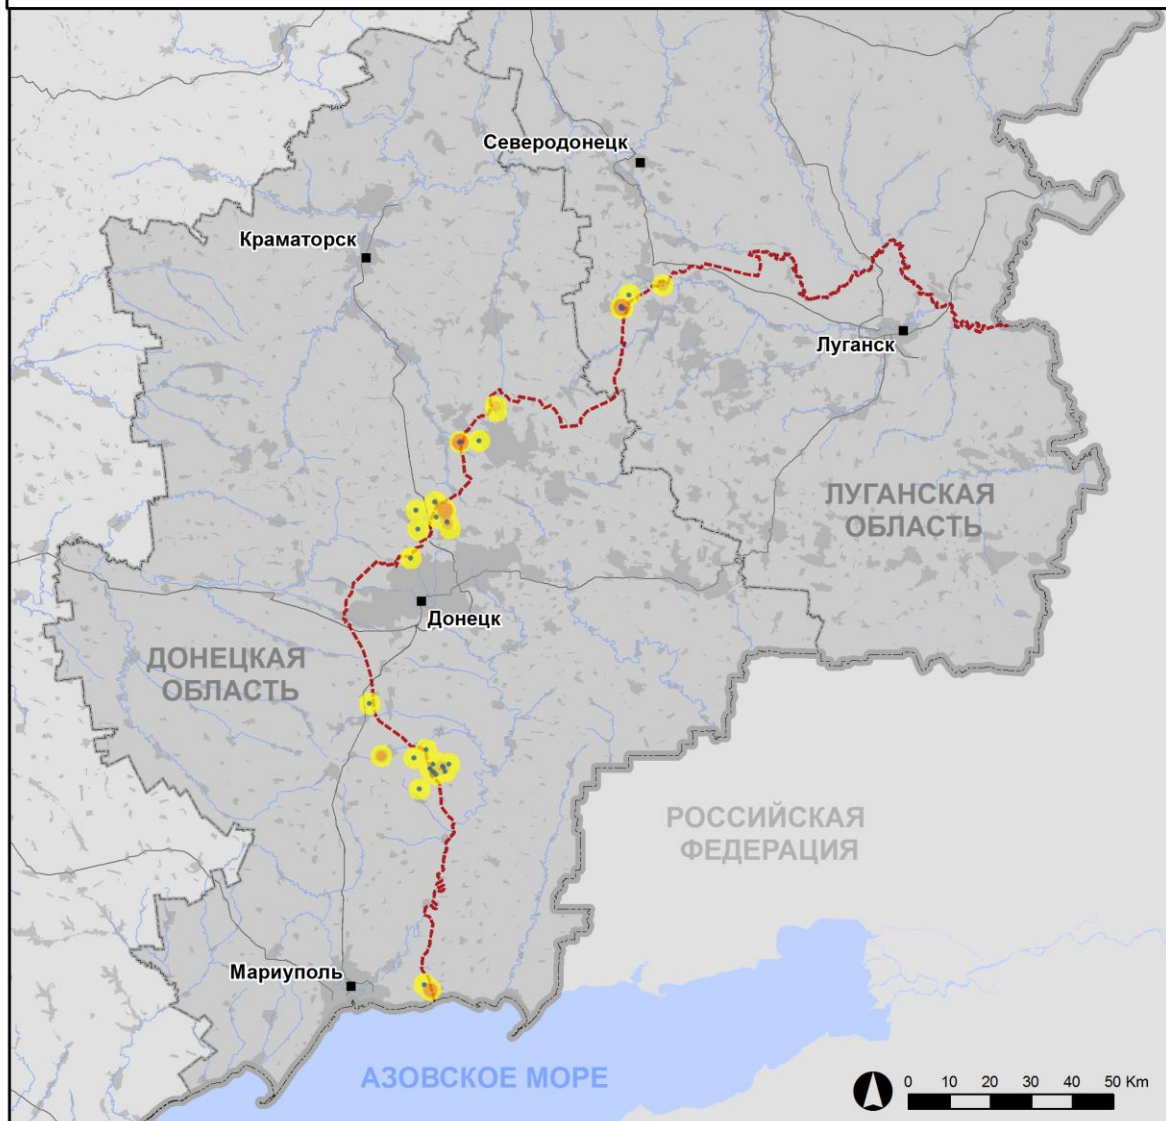 Северодонецк
Краматорск
Луганск
ЛУГАНСКАЯ
ОБЛАСТЬ
Донецк
ДОНЕЦКАЯ
ОБЛАСТЬ
РОССИЙСКАЯ
ФЕДЕРАЦИЯ
Мариуполь
АЗОВСКОЕ МОРЕ
0 10 20 30 40 50 Km